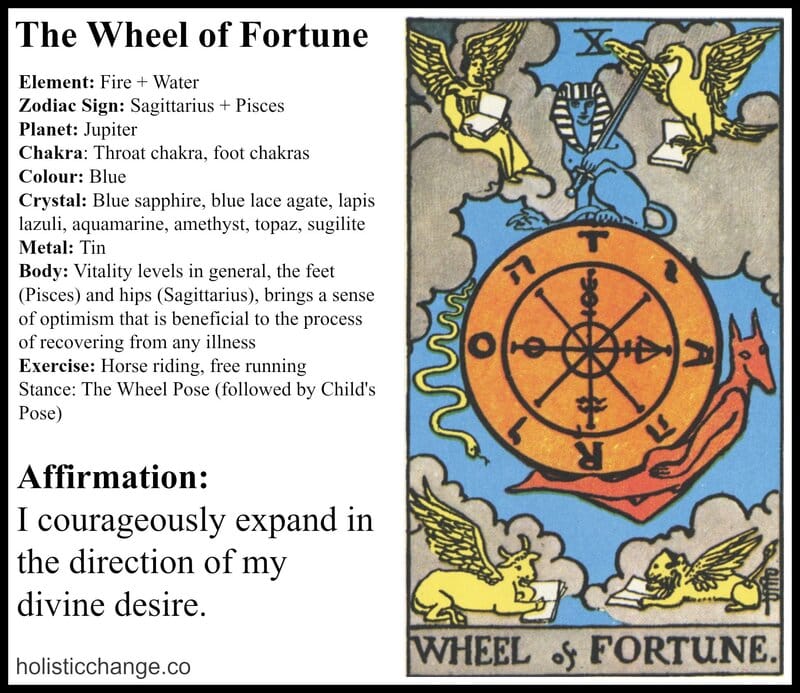 The Wheel of Fortune
Element: Fire + Water
Zodiac Sign: Sagittarius + Pisces
Planet: Jupiter
Chakra: Throat chakra, foot chakras
Colour: Blue
Crystal: Blue sapphire, blue lace agate, lapis
lazuli, aquamarine, amethyst, topaz, sugilite
Metal: Tin
Body: Vitality levels in general, the feet
(Pisces) and hips (Sagittarius), brings a sense
of optimism that is beneficial to the process
of recovering from any illness
Exercise: Horse riding, free running
Stance: The Wheel Pose (followed by Child's
Pose)
Affirmation:
I courageously expand in
the direction of my
divine desire.
holisticchange.co
X
T
A
R
O
יהוה
WHEEL of FORTUNE.